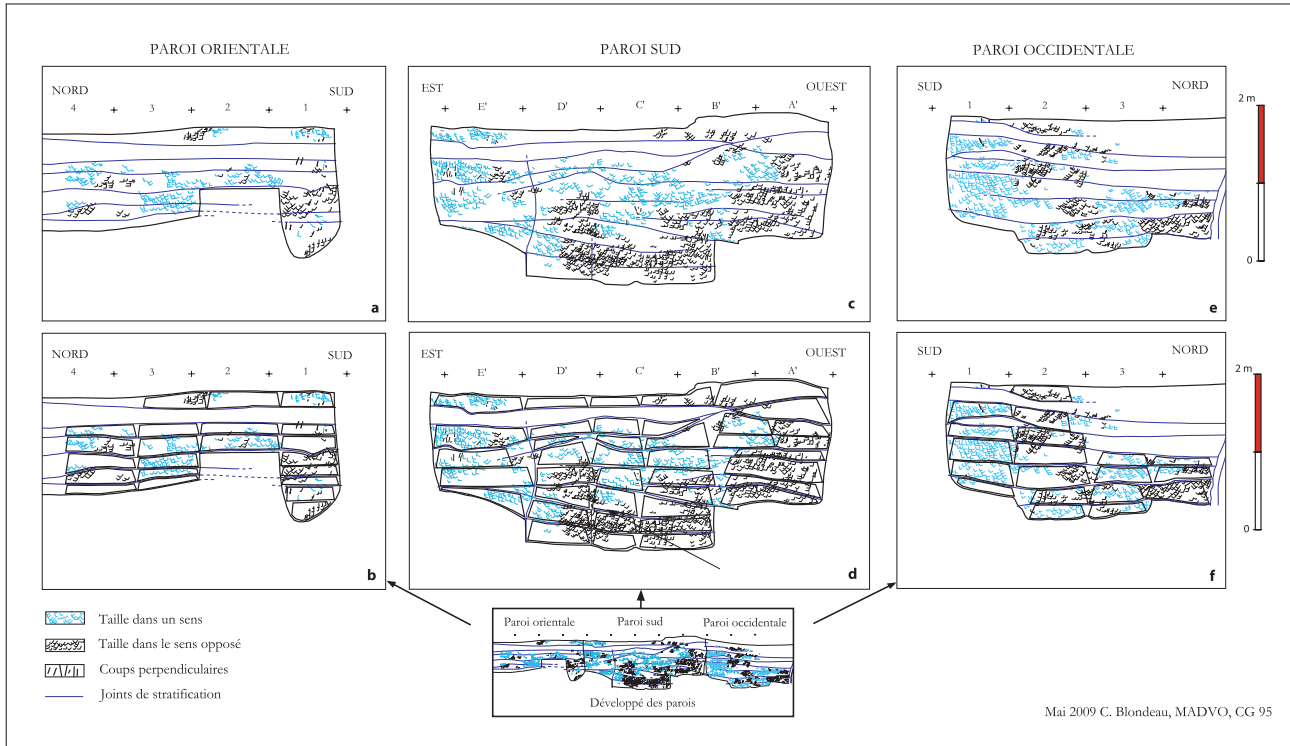 PAROI ORIENTALE
PAROI SUD
PAROI OCCIDENTALE
NORD
SUD
4 3 2 1
a
EST
OUEST
E' D' C' B' A'
c
SUD
NORD
1 2 3
e
2 m
0
NORD
SUD
4 3 2 1
b
EST
OUEST
E' D' C' B' A'
d
SUD
NORD
1 2 3
f
2 m
0
Taille dans un sens
Taille dans le sens opposé
Coups perpendiculaires
Joints de stratification
Paroi orientale Paroi sud Paroi occidentale
Développé des parois
Mai 2009 C. Blondeau, MADVO, CG 95